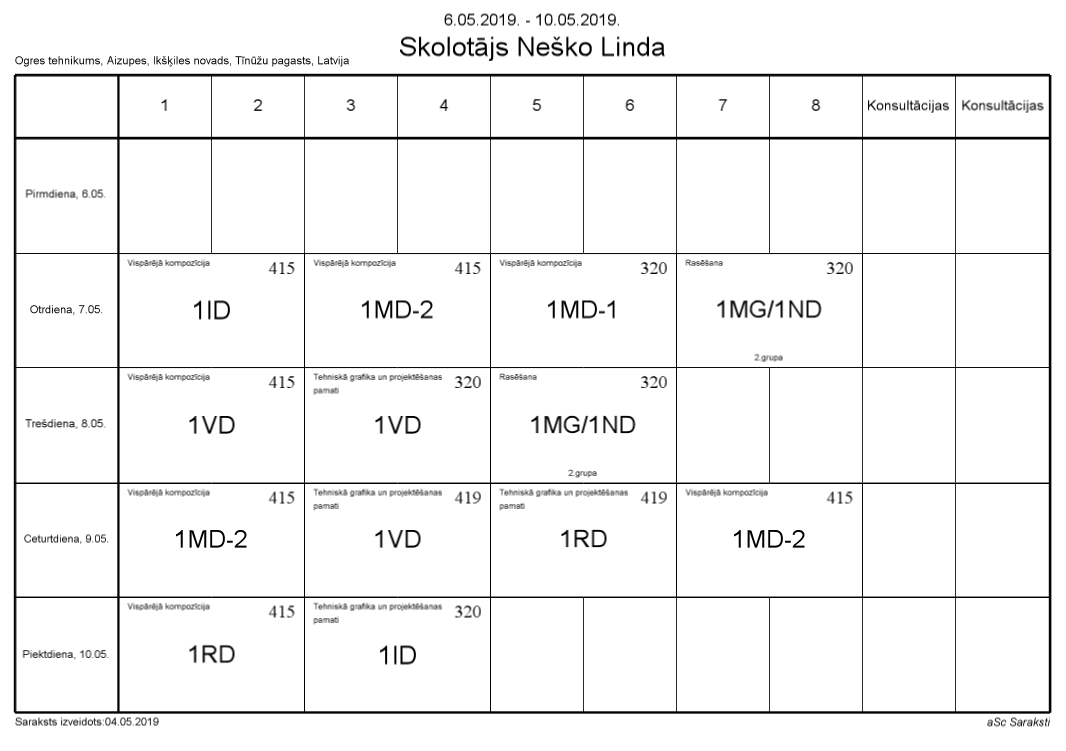 6.05.2019. - 10.05.2019.
Skolotājs Neško Linda
Ogres tehnikums, Aizupes, Ikšķiles novads, Tīnūžu pagasts, Latvija
1 2 3 4 5 6 7 8 Konsultācijas Konsultācijas
Pirmdiena, 6.05.
Vispārējā kompozīcija 415 Vispārējā kompozīcija 415 Vispārējā kompozīcija 320 Rasēšana 320
Otrdiena, 7.05. 1ID 1MD-2 1MD-1 1MG/1ND
2.grupa
Vispārējā kompozīcija 415 Tehniskā grafika un projektēšanas 320 Rasēšana 320
pamati
Trešdiena, 8.05. 1VD 1VD 1MG/1ND
2.grupa
Vispārējā kompozīcija 415 Tehniskā grafika un projektēšanas 419 Tehniskā grafika un projektēšanas 419 Vispārējā kompozīcija 415
pamati pamati
Ceturtdiena, 9.05. 1MD-2 1VD 1RD 1MD-2
Vispārējā kompozīcija 415 Tehniskā grafika un projektēšanas 320
pamati
Piektdiena, 10.05. 1RD 1ID
Saraksts izveidots:04.05.2019 aSc Saraksti